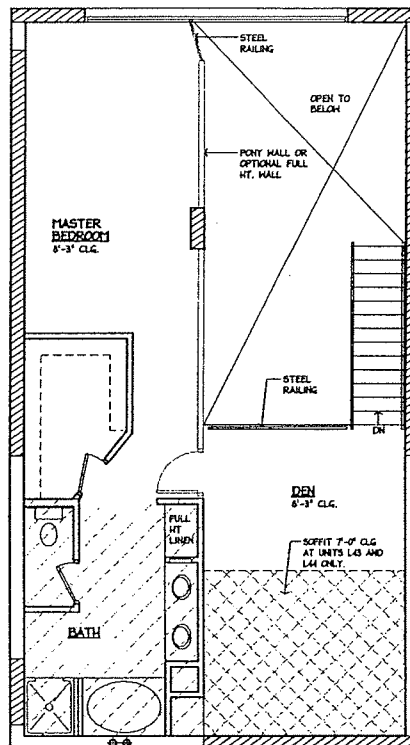 STEEL
RAILING
OPEN TO
BELOW
PONY WALL OR
OPTIONAL FULL
HT. WALL
MASTER
BEDROOM
8'-3" CLG.
STEEL
RAILING
DN
DEN
8'-3" CLG.
FULL
HT
LINEN
SOFFIT 7'-0" CLG
AT UNITS L43 AND
L44 ONLY.
BATH